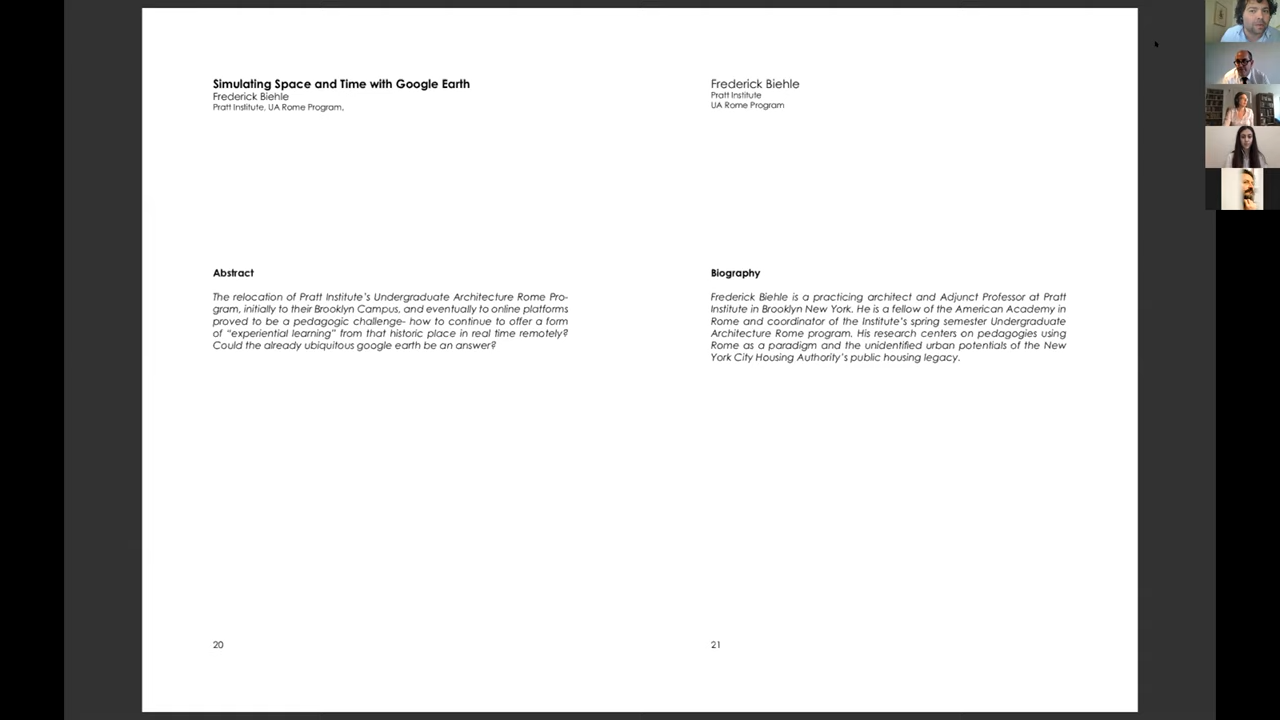 Simulating Space and Time with Google Earth
Frederick Biehle
Pratt Institute, UA Rome Program,
Abstract
The relocation of Pratt Institute's Undergraduate Architecture Rome Pro-
gram, initially to their Brooklyn Campus, and eventually to online platforms
proved to be a pedagogic challenge- how to continue to offer a form
of “experiential learning” from that historic place in real time remotely?
Could the already ubiquitous google earth be an answer?
20
Frederick Biehle
Pratt Institute
UA Rome Program
Biography
Frederick Biehle is a practicing architect and Adjunct Professor at Pratt
Institute in Brooklyn New York. He is a fellow of the American Academy in
Rome and coordinator of the Institute's spring semester Undergraduate
Architecture Rome program. His research centers on pedagogies using
Rome as a paradigm and the unidentified urban potentials of the New
York City Housing Authority's public housing legacy.
21